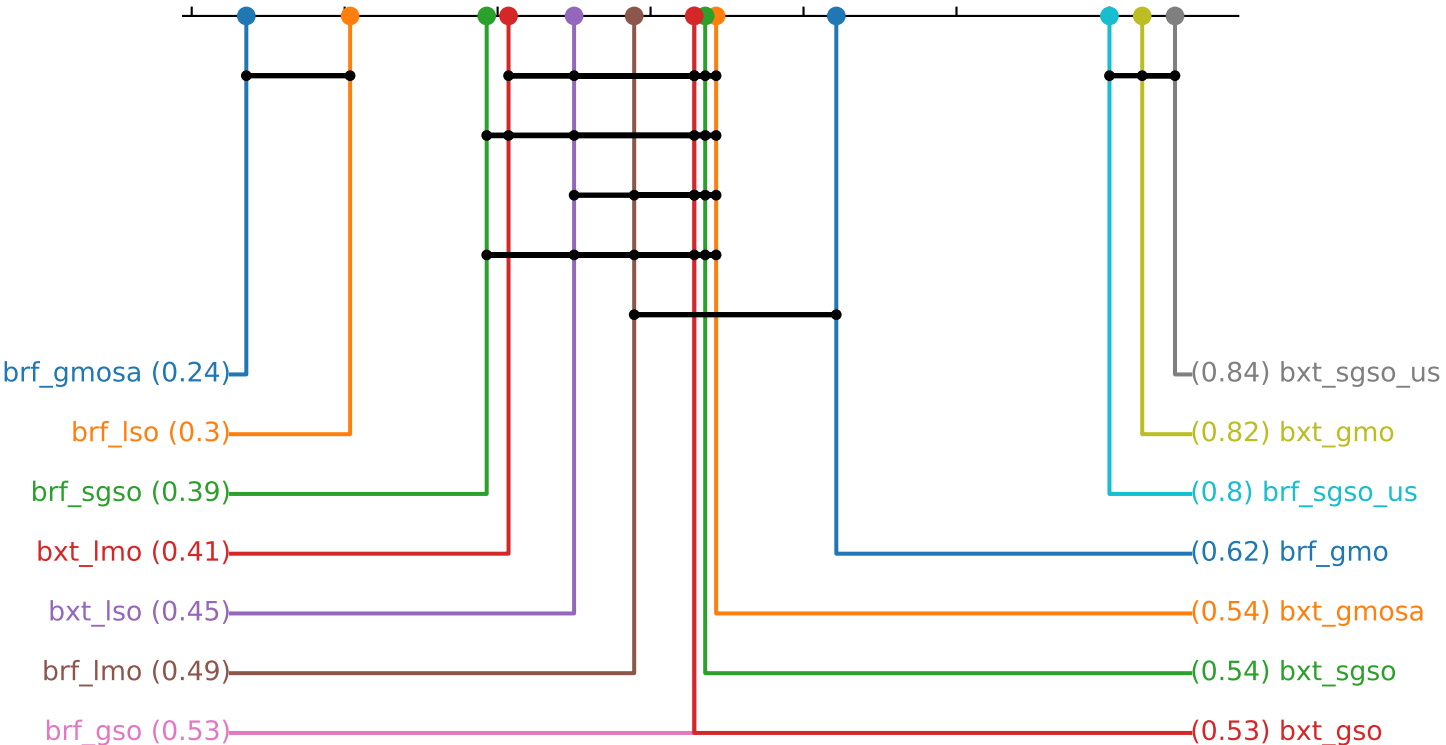 brf_gmosa (0.24)
(0.84) bxt_sgso_us
brf_lso (0.3)
(0.82) bxt_gmo
brf_sgso (0.39)
(0.8) brf_sgso_us
bxt_lmo (0.41)
(0.62) brf_gmo
bxt_lso (0.45)
(0.54) bxt_gmosa
brf_lmo (0.49)
(0.54) bxt_sgso
brf_gso (0.53)
(0.53) bxt_gso